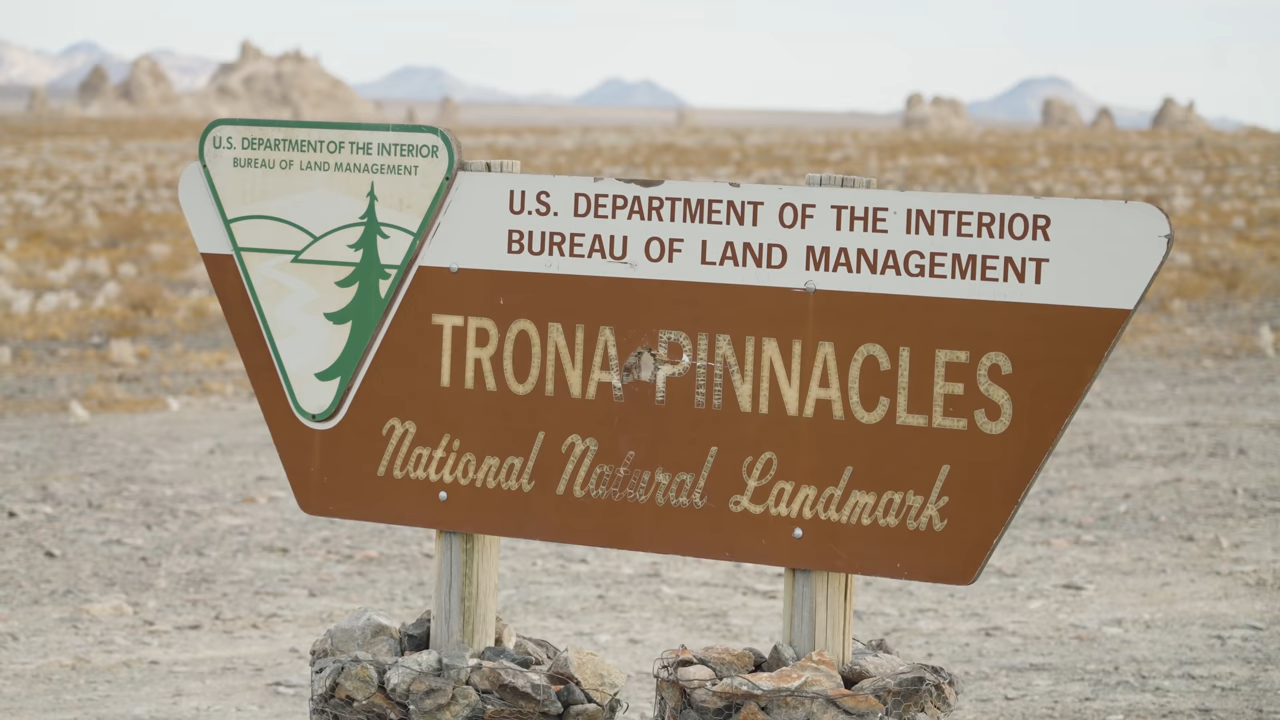 U.S. DEPARTMENT OF THE INTERIOR
BUREAU OF LAND MANAGEMENT
U.S. DEPARTMENT OF THE INTERIOR
BUREAU OF LAND MANAGEMENT
TRONA PINNACLES
National Natural Landmark